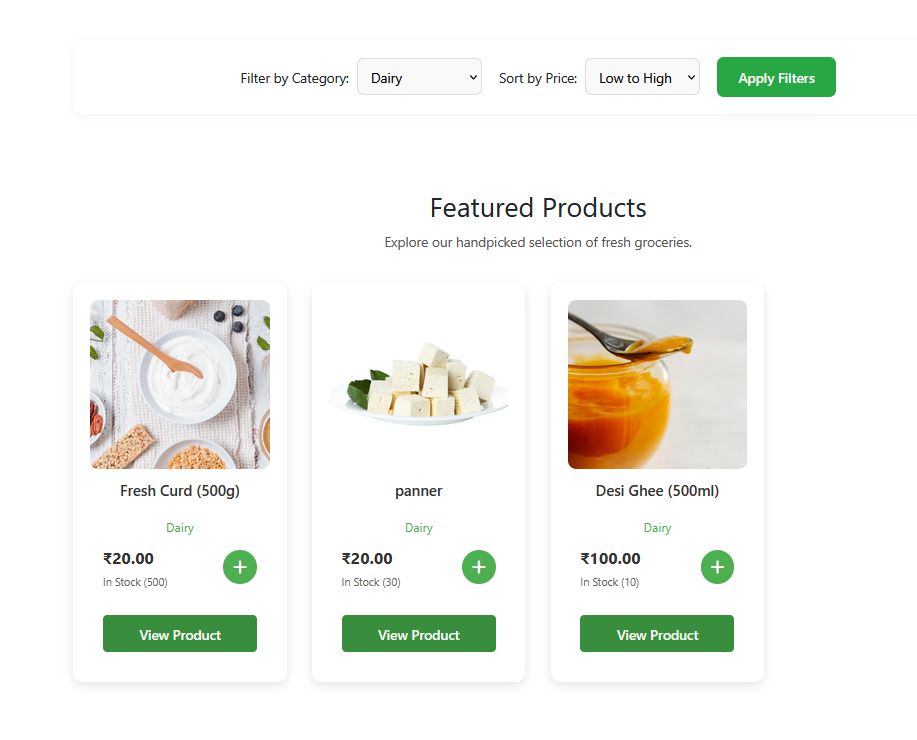 Filter by Category: Dairy Sort by Price: Low to High Apply Filters
Featured Products
Explore our handpicked selection of fresh groceries.
Fresh Curd (500g)
Dairy
₹20.00
In Stock (500)
+
View Product
panner
Dairy
₹20.00
In Stock (30)
+
View Product
Desi Ghee (500ml)
Dairy
₹100.00
In Stock (10)
+
View Product